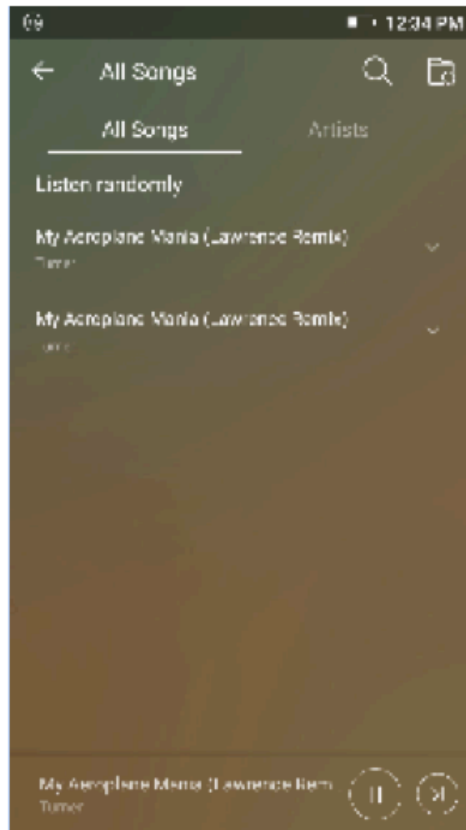 12:34 PM
All Songs
All Songs Artists
Listen randomly
My Aeroplane Mania (Lawrence Remix)
Turner
My Aeroplane Mania (Lawrence Remix)
My Aeroplane Mania (Lawrence Rem
Turner